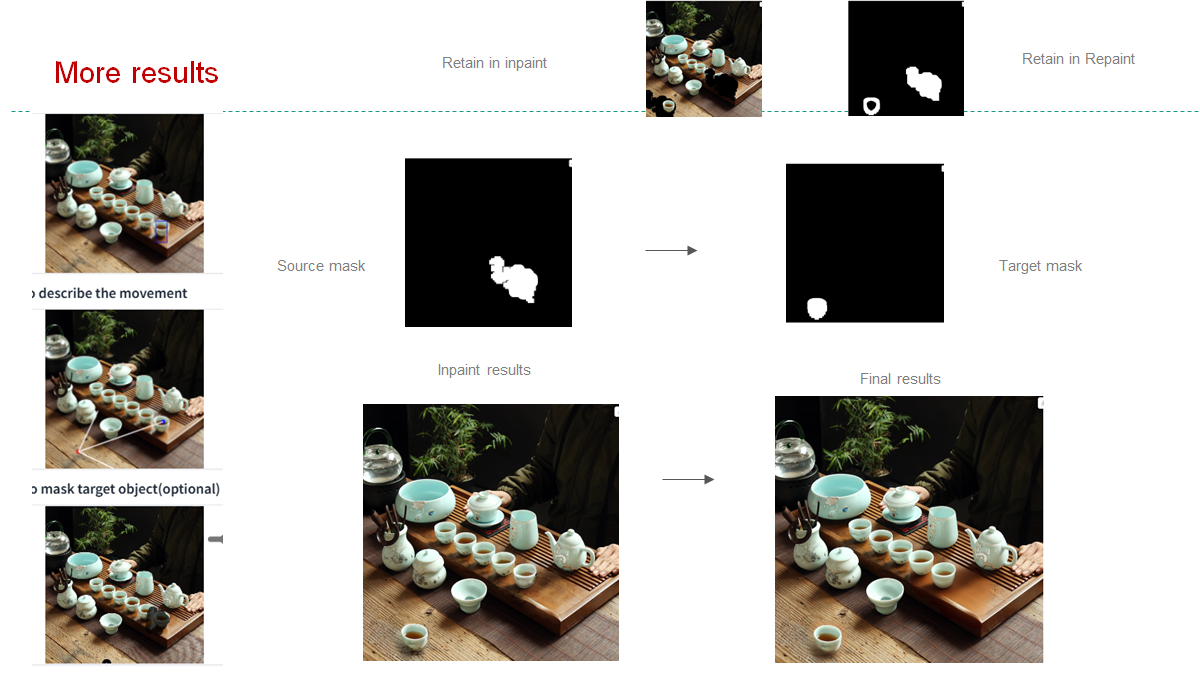 More results
Retain in inpaint
Retain in Repaint
Source mask
Target mask
describe the movement
Inpaint results
Final results
mask target object(optional)